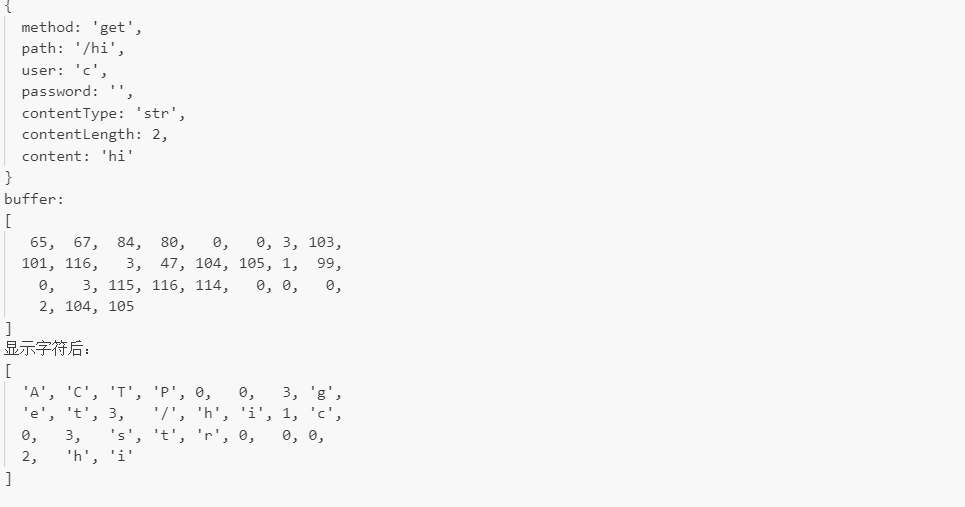 {
  method: 'get',
  path: '/hi',
  user: 'c',
  password: '',
  contentType: 'str',
  contentLength: 2,
  content: 'hi'
}
buffer:
[
   65,  67,  84,  80,   0,   0, 3, 103,
  101, 116,   3,  47, 104, 105, 1,  99,
    0,   3, 115, 116, 114,   0, 0,   0,
    2, 104, 105
]
显示字符后：
[
  'A', 'C', 'T', 'P', 0,   0,   3, 'g',
  'e', 't', 3,   '/', 'h', 'i', 1, 'c',
  0,   3,   's', 't', 'r', 0,   0, 0,
  2,   'h', 'i'
]